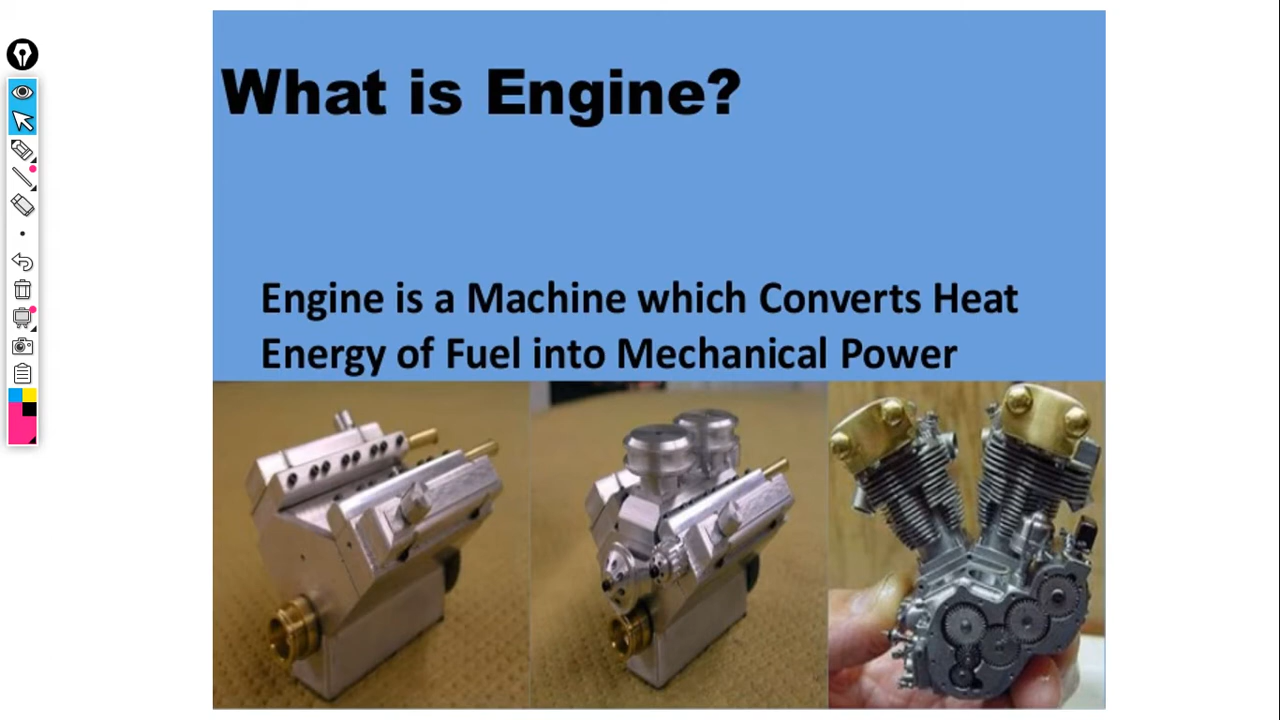 What is Engine?
Engine is a Machine which Converts Heat
Energy of Fuel into Mechanical Power